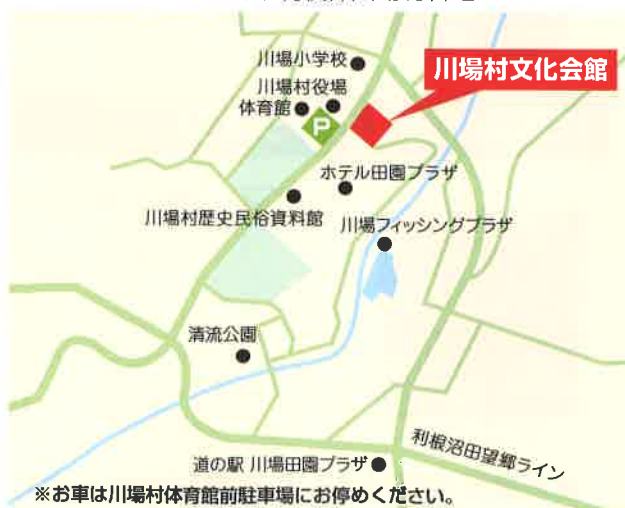 川場小学校
川場村文化会館
川場村役場
体育館
P
ホテル田園プラザ
川場村歴史民俗資料館
川場フィッシングプラザ
清流公園
利根沼田望郷ライン
道の駅 川場田園プラザ
※お車は川場村体育館前駐車場にお停めください。